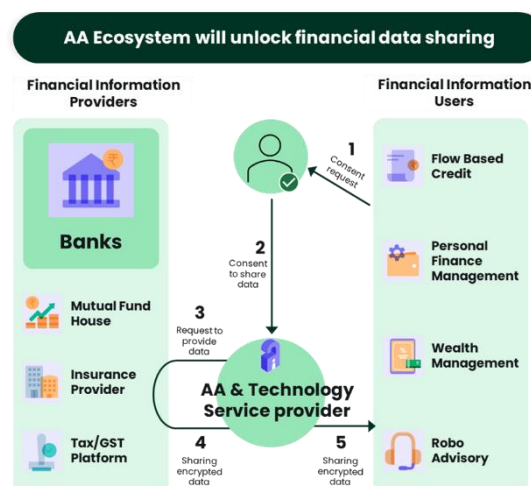 AA Ecosystem will unlock financial data sharing
Financial Information
Providers
Banks
Mutual Fund
House
Insurance
Provider
Tax/GST
Platform
1
Consent
request
2
Consent
to share
data
3
Request to
provide
data
AA & Technology
Service provider
4
Sharing
encrypted
data
5
Sharing
encrypted
data
Financial Information
Users
Flow Based
Credit
Personal
Finance
Management
Wealth
Management
Robo
Advisory